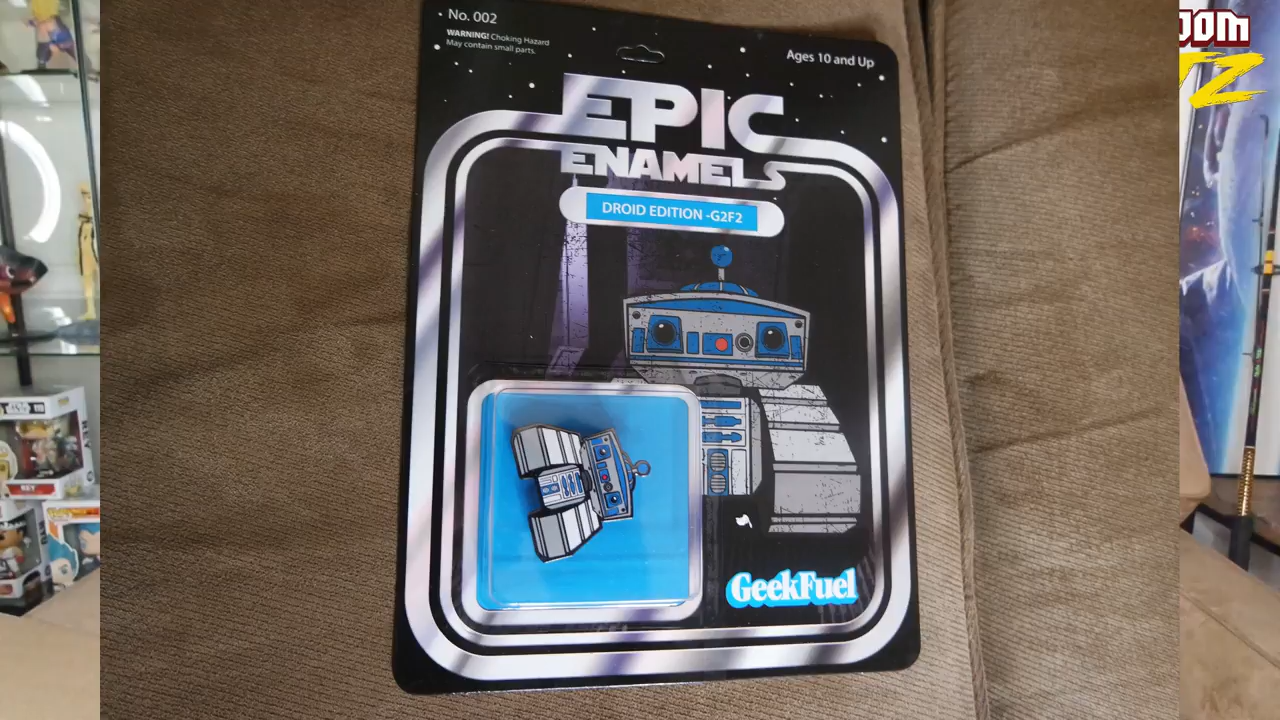 No. 002
WARNING! Choking Hazard
May contain small parts.
Ages 10 and Up
EPIC
ENAMELS
DROID EDITION -G2F2
GeekFuel
REY